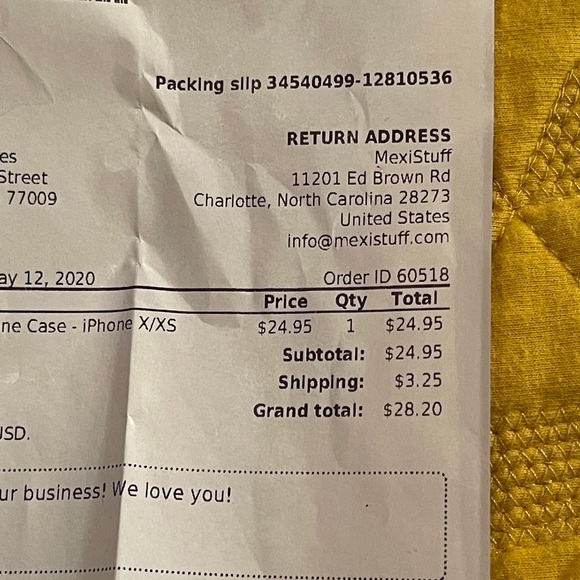 Packing slip 34540499-12810536
RETURN ADDRESS
es MexiStuff
Street 11201 Ed Brown Rd
77009 Charlotte, North Carolina 28273
United States
info@mexistuff.com
ay 12, 2020 Order ID 60518
Price Qty Total
ne Case - iPhone X/XS $24.95 1 $24.95
Subtotal: $24.95
Shipping: $3.25
Grand total: $28.20
USD.
ur business! We love you!